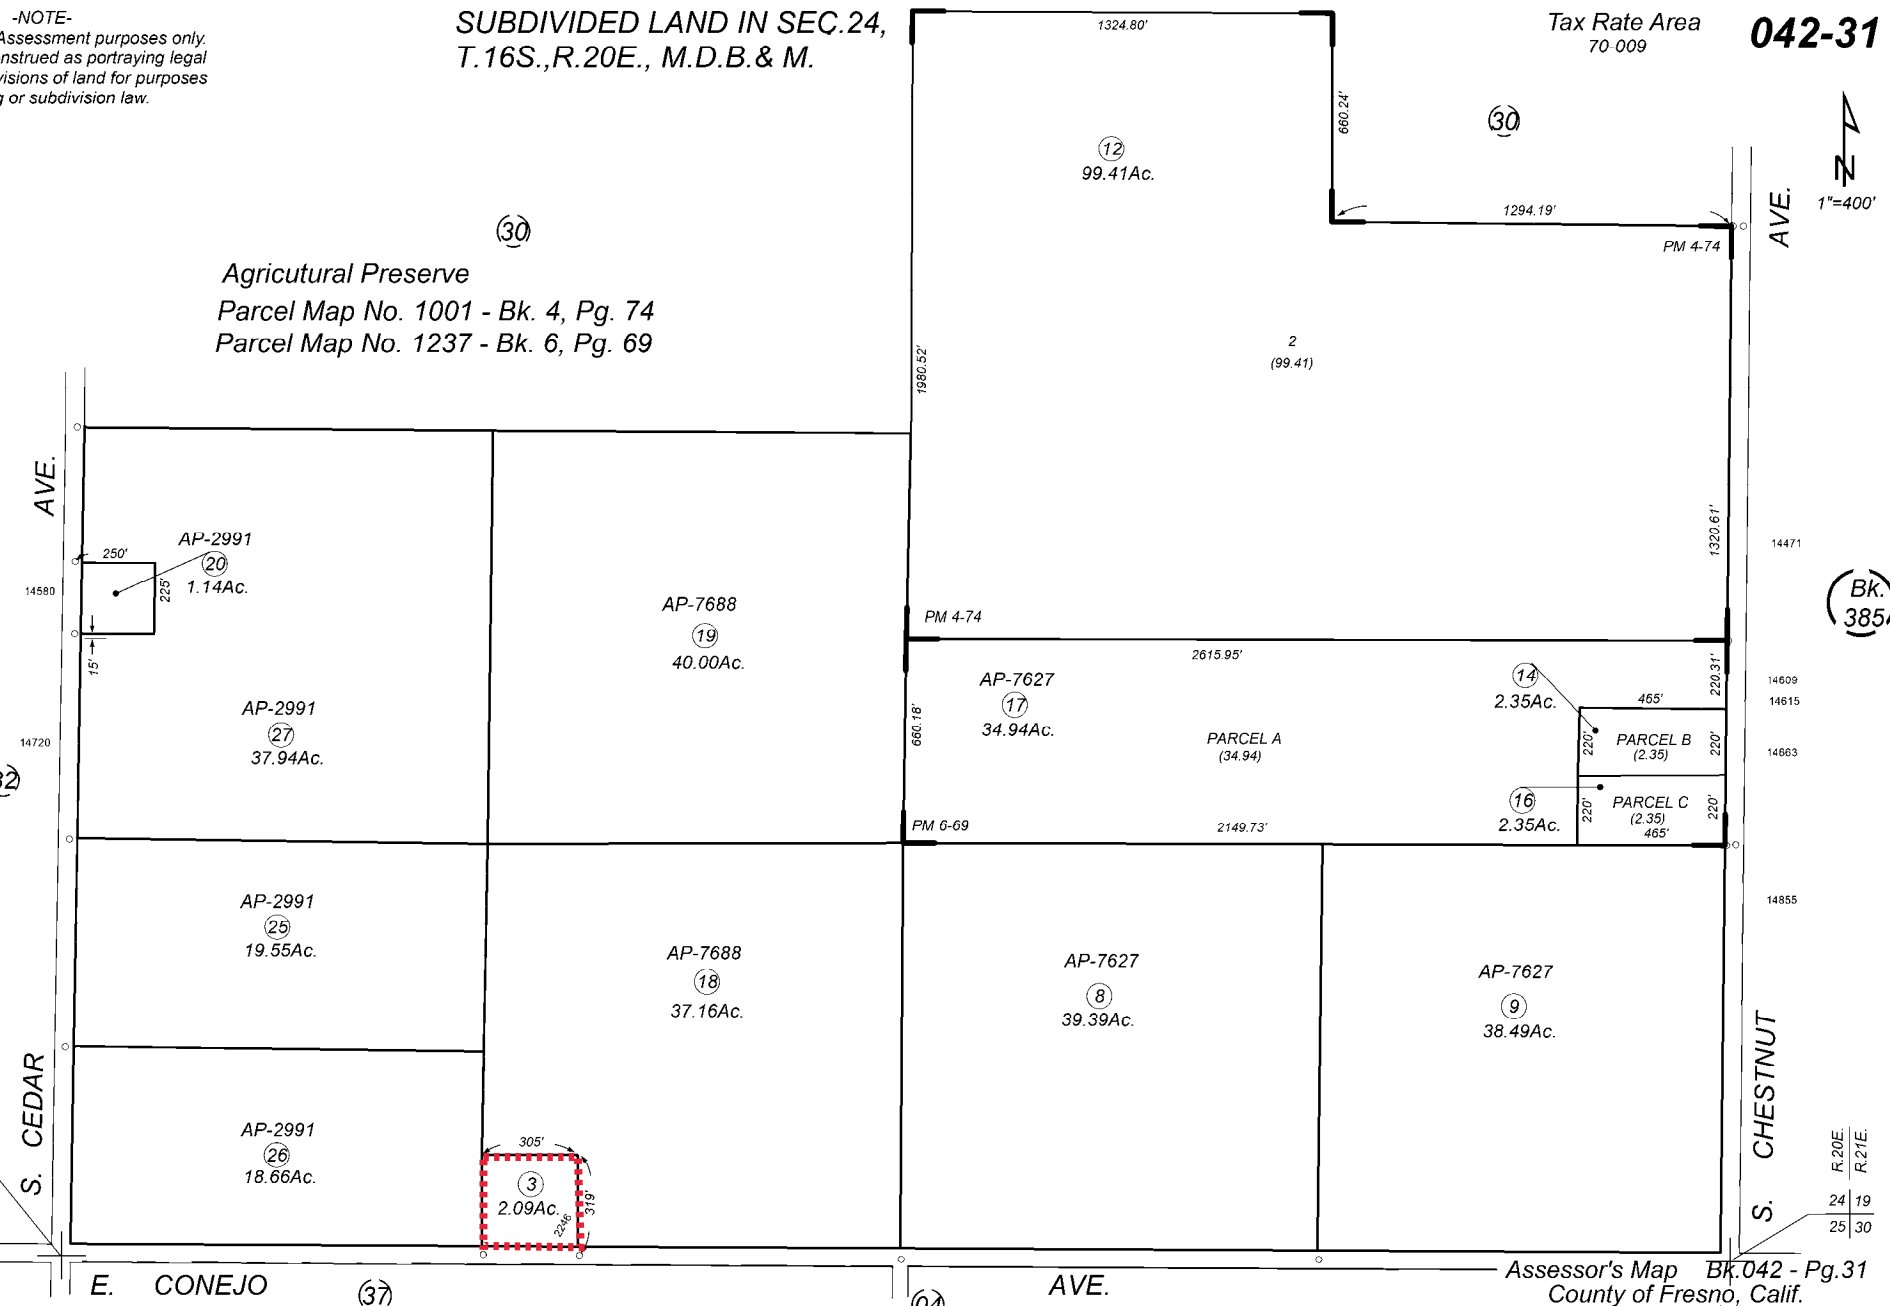 -NOTE-
Assessment purposes only.
nstrued as portraying legal
visions of land for purposes
g or subdivision law.
SUBDIVIDED LAND IN SEC.24,
T.16S.,R.20E., M.D.B.& M.
Tax Rate Area
70-009
042-31
N
1"=400'
1324.80'
660.24'
30
12
99.41Ac.
1294.19'
PM 4-74
AVE.
30
Agricutural Preserve
Parcel Map No. 1001 - Bk. 4, Pg. 74
Parcel Map No. 1237 - Bk. 6, Pg. 69
1980.52'
2
(99.41)
1320.61'
14471
Bk.
385
AVE.
250'
AP-2991
20
1.14Ac.
225'
14580
15'
AP-7688
19
40.00Ac.
PM 4-74
2615.95'
AP-2991
27
37.94Ac.
14720
32
660.18'
AP-7627
17
34.94Ac.
PARCEL A
(34.94)
14
2.35Ac.
220.31'
465'
220'
PARCEL B
(2.35)
220'
14609
14615
14663
16
2.35Ac.
220'
PARCEL C
(2.35)
465'
220'
PM 6-69
2149.73'
AP-2991
25
19.55Ac.
AP-7688
18
37.16Ac.
AP-7627
8
39.39Ac.
AP-7627
9
38.49Ac.
14855
AP-2991
26
18.66Ac.
305'
3
2.09Ac.
2246
319'
S. CEDAR
S. CHESTNUT
R.20E.
R.21E.
24 19
25 30
E. CONEJO
37
AVE.
Assessor's Map Bk.042 - Pg.31
County of Fresno, Calif.